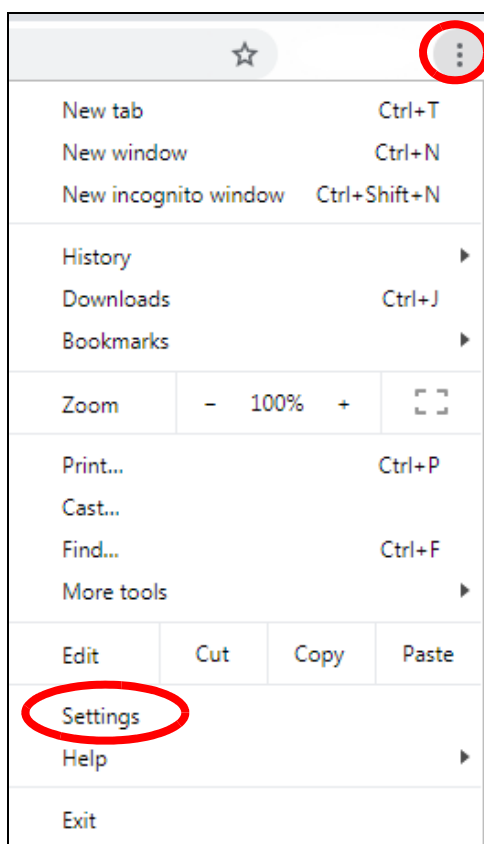 New tab Ctrl+T
New window Ctrl+N
New incognito window Ctrl+Shift+N
History
Downloads Ctrl+J
Bookmarks
Zoom - 100% +
Print... Ctrl+P
Cast...
Find... Ctrl+F
More tools
Edit Cut Copy Paste
Settings
Help
Exit